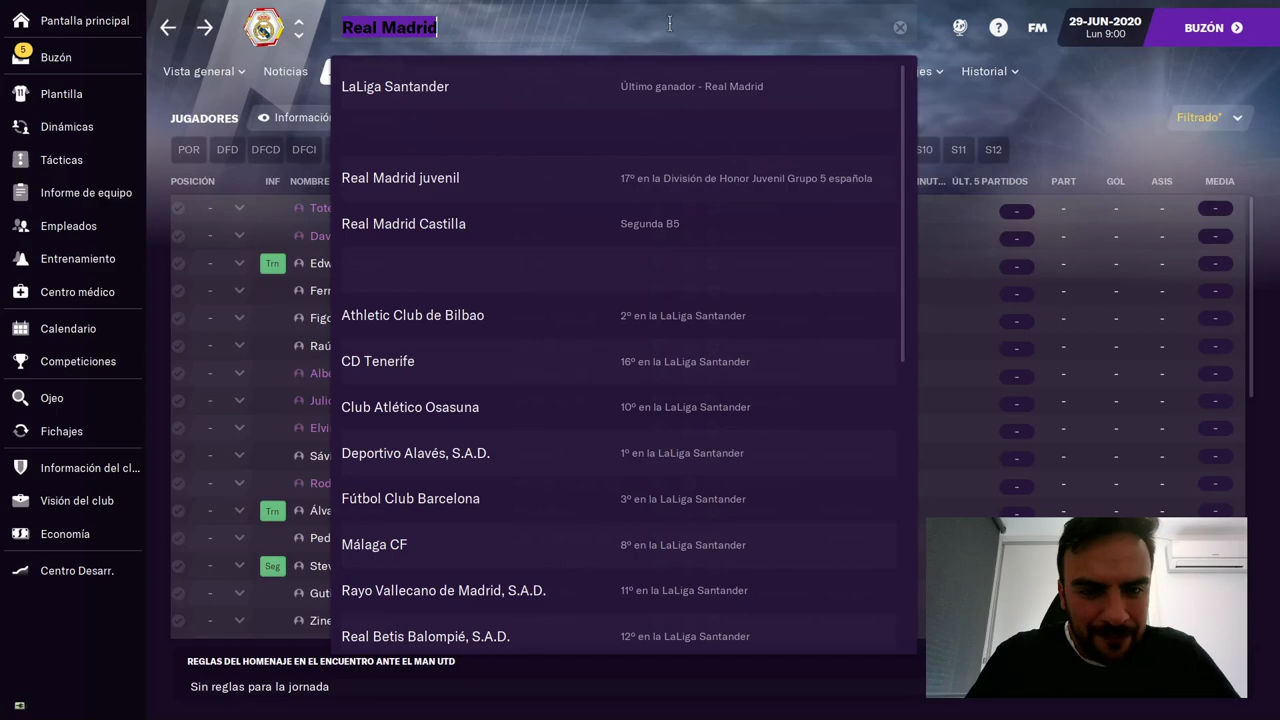 Pantalla principal
Real Madrid
FM
29-JUN-2020
Lun 9:00
BUZÓN
5
Buzón
Vista general
Noticias
Historial
LaLiga Santander
Último ganador - Real Madrid
11
Plantilla
JUGADORES
Filtrado*
Dinámicas
POR
DFD
DFCD
DFCI
S10
S11
S12
Tácticas
Real Madrid juvenil
17º en la División de Honor Juvenil Grupo 5 española
POSICIÓN
INF
ÚLT. 5 PARTIDOS
PART
GOL
ASIS
MEDIA
Informe de equipo
Empleados
Real Madrid Castilla
Segunda B5
Entrenamiento
Trn
Centro médico
Athletic Club de Bilbao
2º en la LaLiga Santander
Calendario
Raú
Competiciones
CD Tenerife
16º en la LaLiga Santander
Ojeo
Club Atlético Osasuna
10º en la LaLiga Santander
Fichajes
Deportivo Alavés, S.A.D.
1º en la LaLiga Santander
Sávi
Información del cl...
Visión del club
Fútbol Club Barcelona
3º en la LaLiga Santander
Trn
Economía
Málaga CF
8º en la LaLiga Santander
Centro Desarr.
Seg
Rayo Vallecano de Madrid, S.A.D.
11º en la LaLiga Santander
Guti
Real Betis Balompié, S.A.D.
12º en la LaLiga Santander
REGLAS DEL HOMENAJE EN EL ENCUENTRO ANTE EL MAN UTD
Sin reglas para la jornada